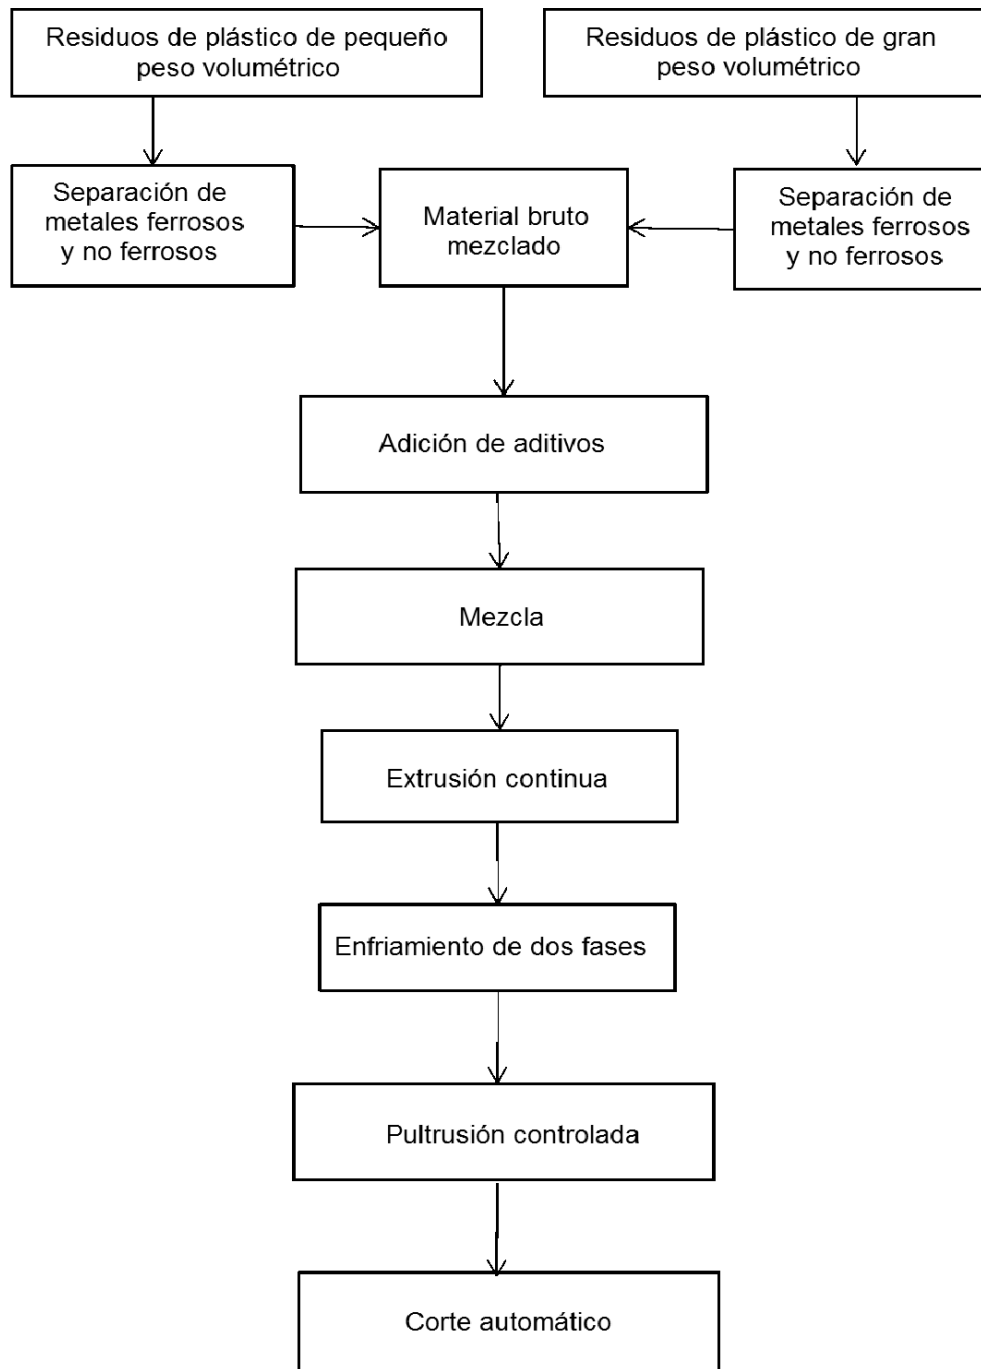 Residuos de plástico de pequeño
peso volumétrico
Residuos de plástico de gran
peso volumétrico
Separación de
metales ferrosos
y no ferrosos
Material bruto
mezclado
Separación de
metales ferrosos
y no ferrosos
Adición de aditivos
Mezcla
Extrusión continua
Enfriamiento de dos fases
Pultrusión controlada
Corte automático